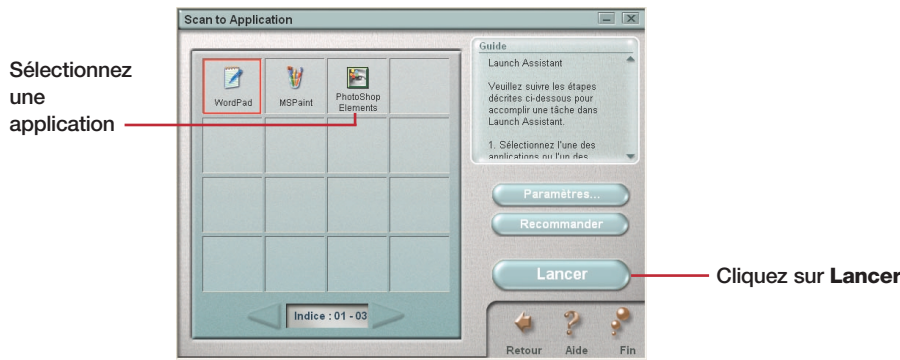 Scan to Application
Sélectionnez
une
application
WordPad
MSPaint
PhotoShop
Elements
Indice : 01 - 03
Guide
Launch Assistant
Veuillez suivre les étapes
décrites ci-dessous pour
accomplir une tâche dans
Launch Assistant.
1. Sélectionnez l'une des
applications ou l'un des
Paramètres...
Recommander
Lancer
Cliquez sur Lancer
Retour
Aide
Fin